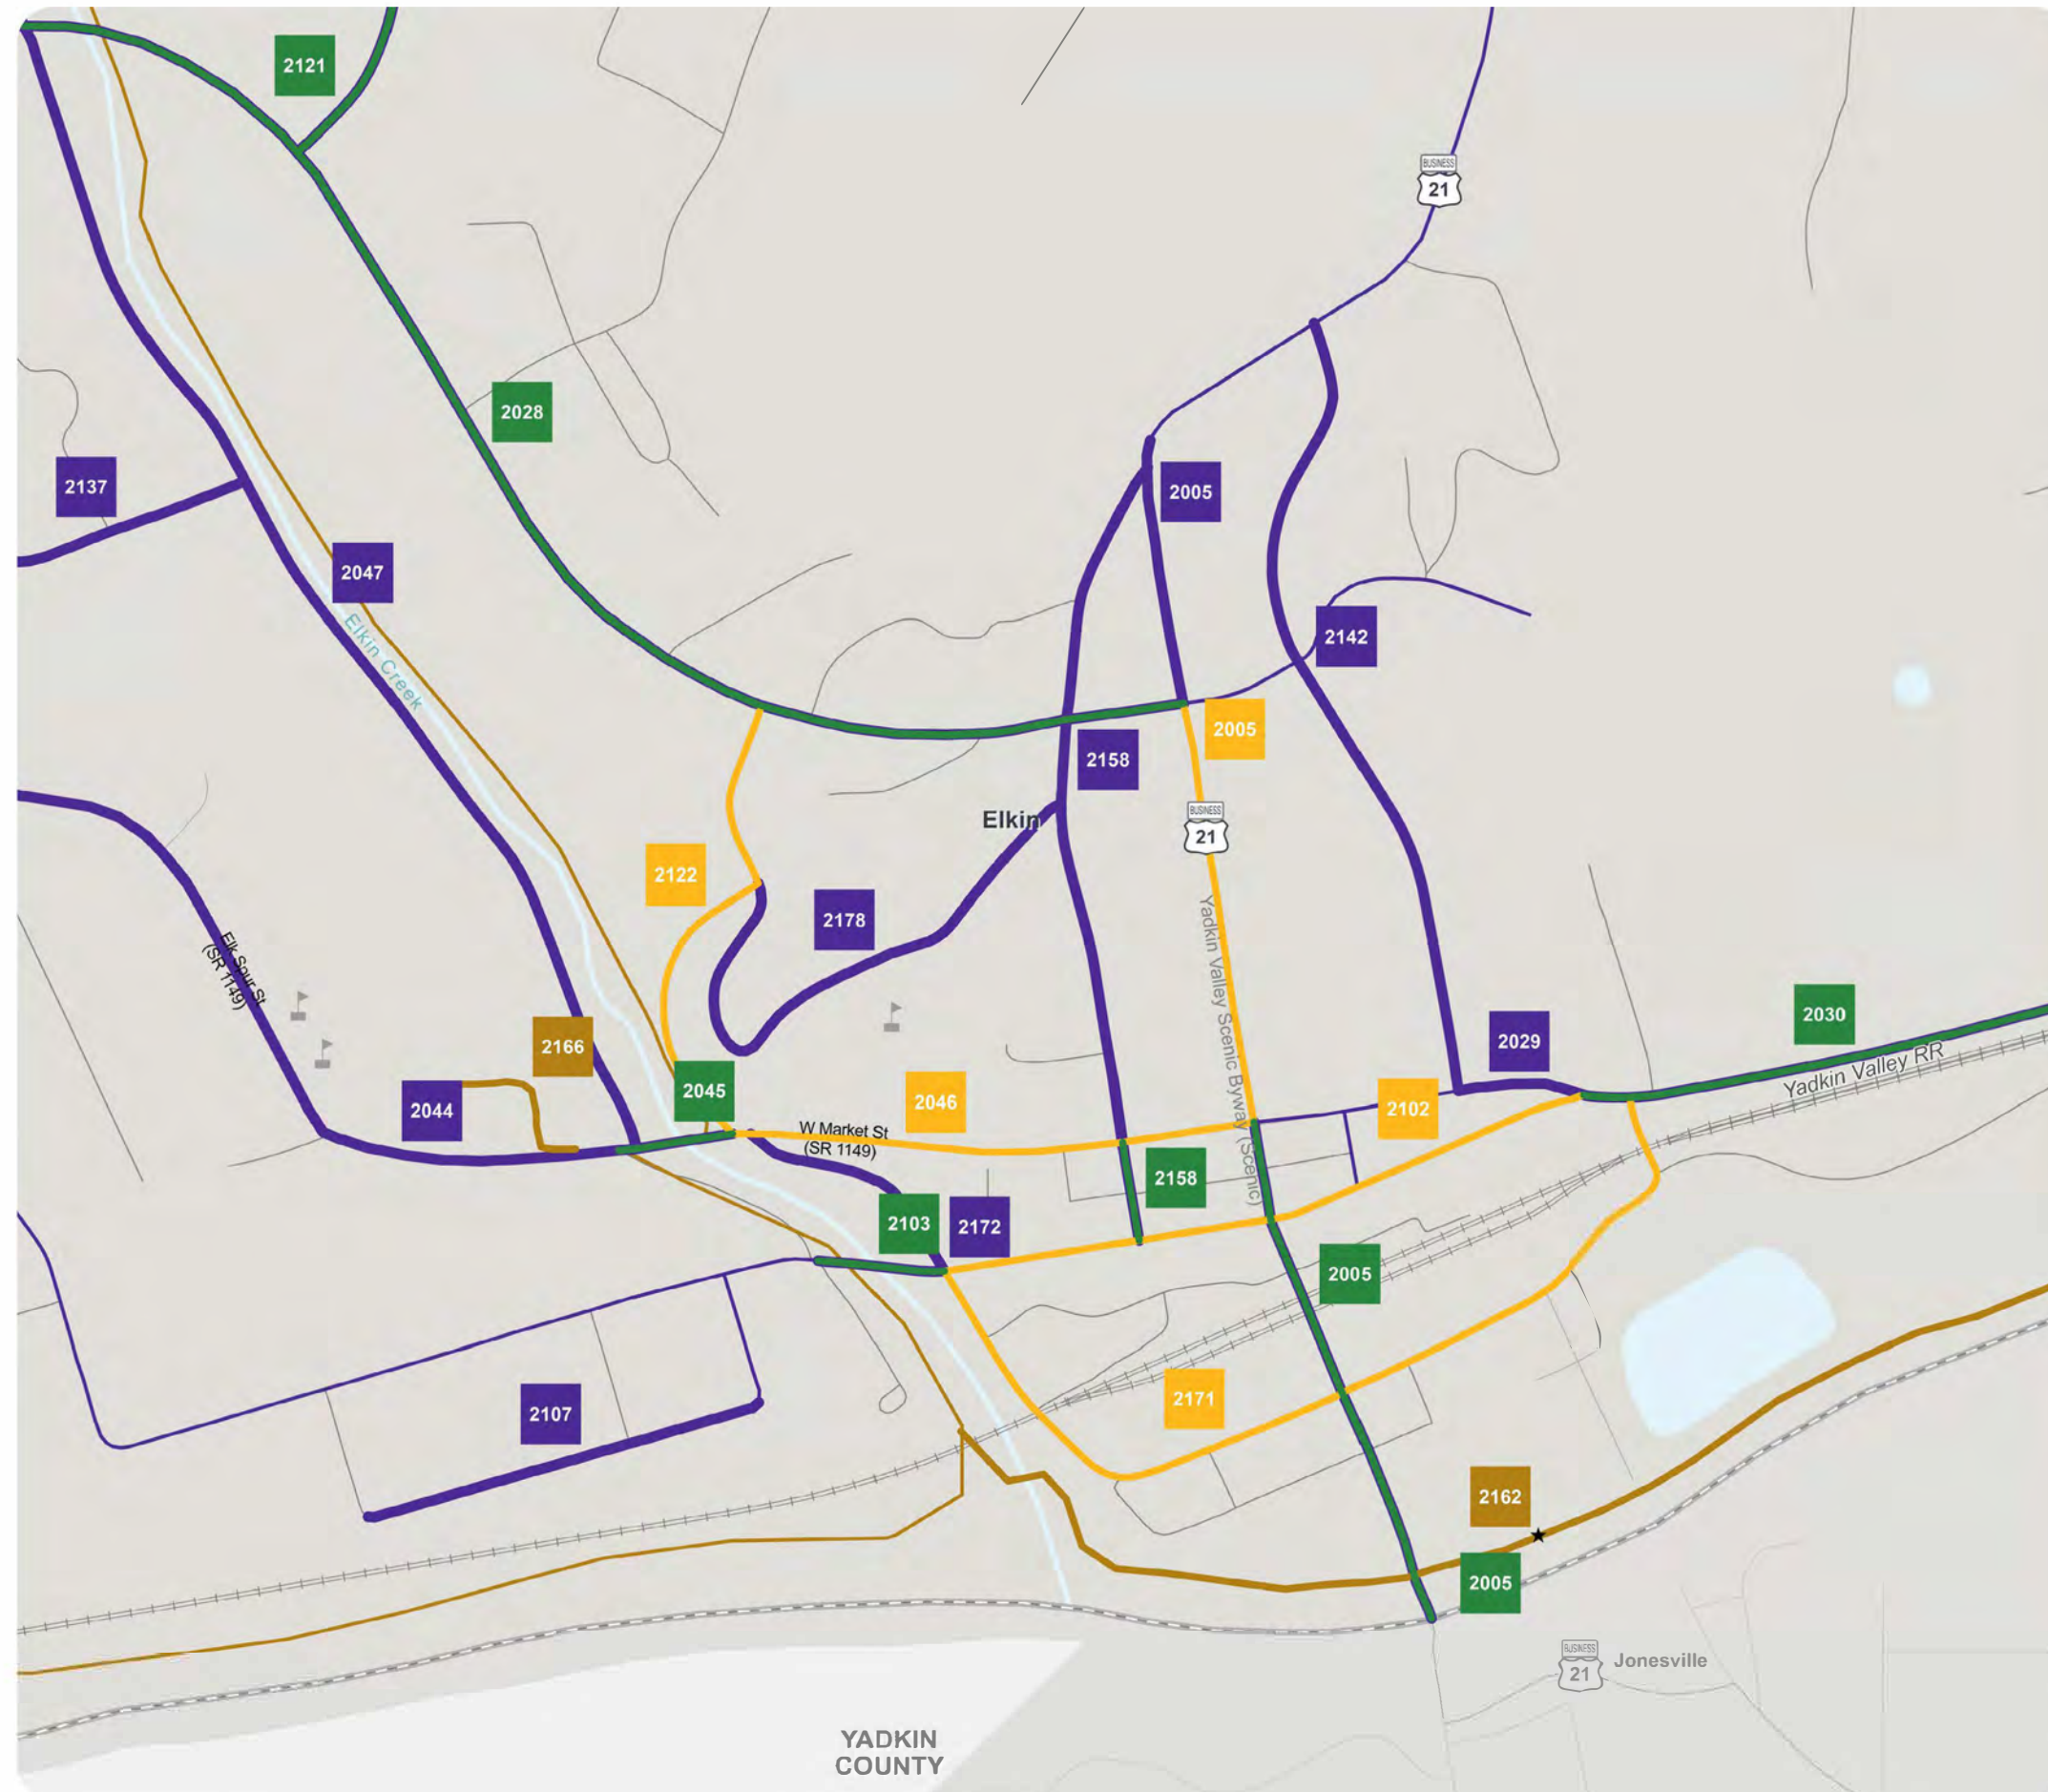 2121
BUSINESS
21
2028
2137
2005
2047
Elkin Creek
2142
2005
2158
BUSINESS
21
Elkin
2122
2178
Elk Spur St
(SR 1149)
Yadkin Valley Scenic Byway (Scenic)
2030
2166
2029
Yadkin Valley RR
2045
2046
2044
2102
W Market St
(SR 1149)
2158
2103
2172
2005
2171
2107
2162
2005
BUSINESS
21
Jonesville
YADKIN
COUNTY